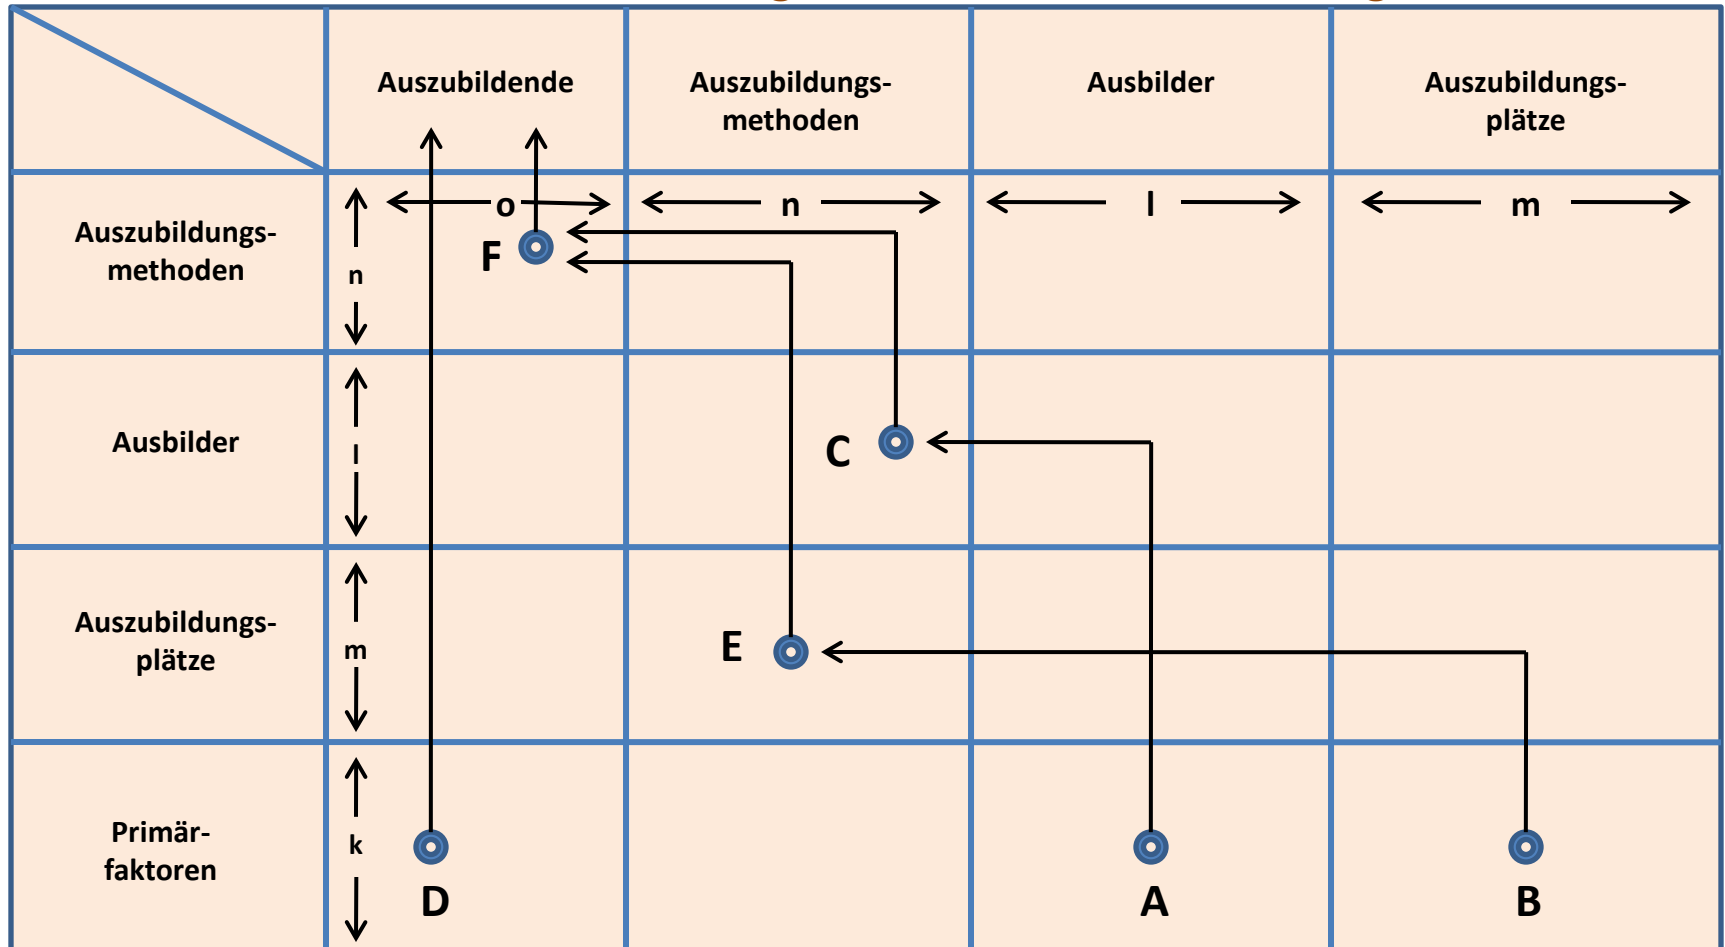 Auszubildende
Auszubildungs-
methoden
Ausbilder
Auszubildungs-
plätze
Auszubildungs-
methoden
n
o
n
l
m
F
Ausbilder
l
C
Auszubildungs-
plätze
m
E
Primär-
faktoren
k
D
A
B